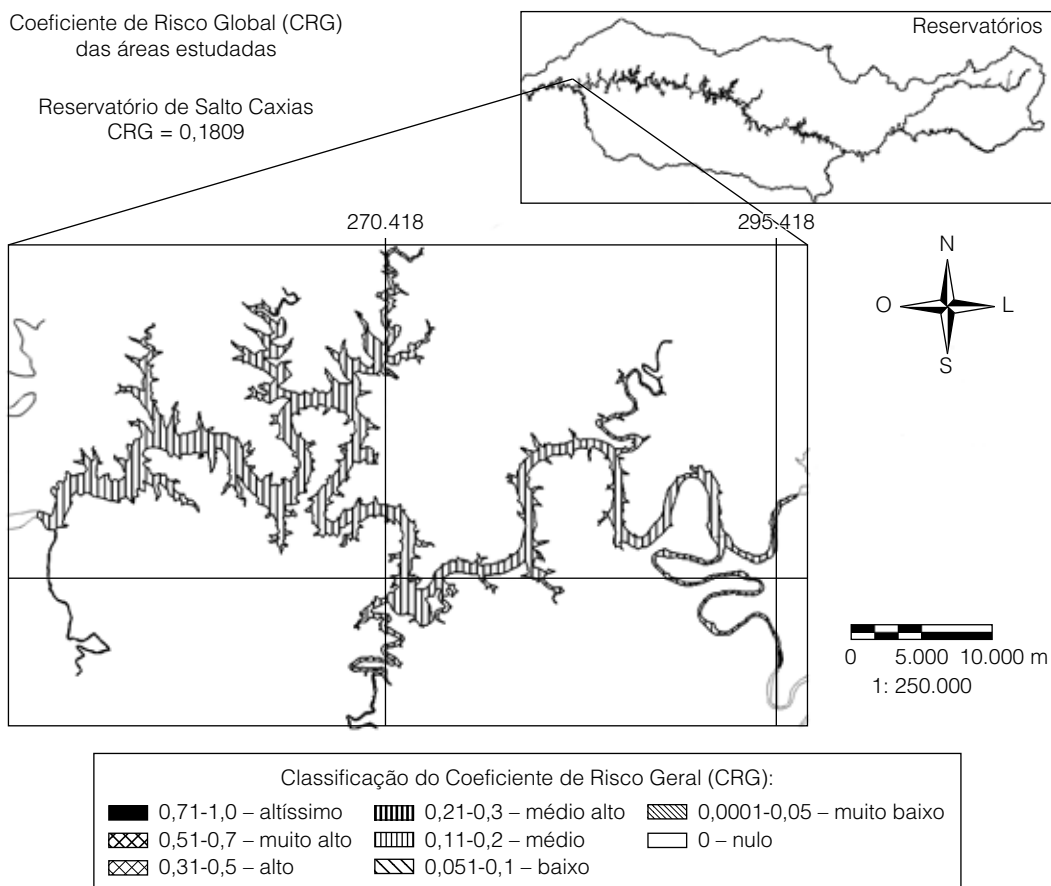 Coeficiente de Risco Global (CRG)
das áreas estudadas
Reservatório de Salto Caxias
CRG = 0,1809
Reservatórios
270.418
295.418
N
O
L
S
0 5.000 10.000 m
1: 250.000
Classificação do Coeficiente de Risco Geral (CRG):
0,71-1,0 – altíssimo
0,51-0,7 – muito alto
0,31-0,5 – alto
0,21-0,3 – médio alto
0,11-0,2 – médio
0,051-0,1 – baixo
0,0001-0,05 – muito baixo
0 – nulo